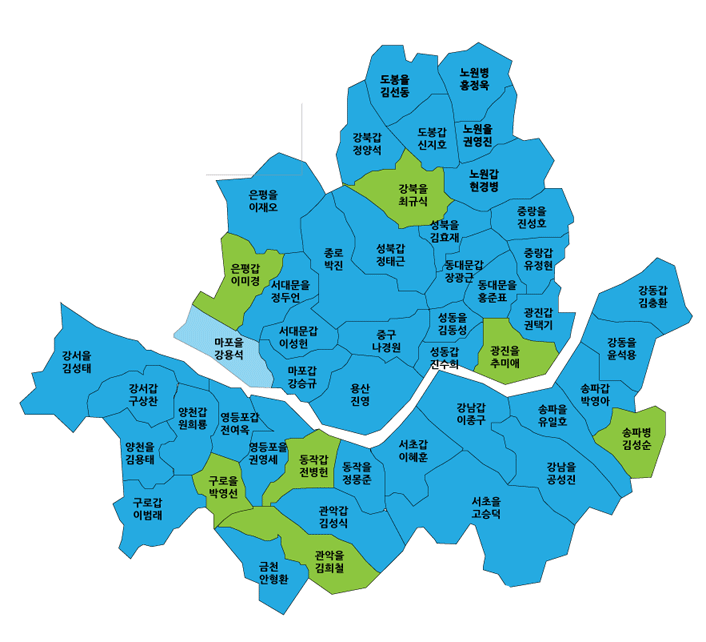 도봉을
김선동
노원병
홍정욱
강북갑
정양석
도봉갑
신지호
노원을
권영진
노원갑
현경병
강북을
최규식
은평을
이재오
중랑을
진성호
성북을
김효재
종로
박진
성북갑
정태근
중랑갑
유정현
은평갑
이미경
동대문갑
장광근
서대문을
정두언
동대문을
홍준표
강동갑
김충환
광진갑
권택기
성동을
김동성
서대문갑
이성헌
중구
나경원
마포을
강용석
강동을
윤석용
강서을
김성태
성동갑
진수희
광진을
추미애
마포갑
강승규
용산
진영
강서갑
구상찬
송파갑
박영아
양천갑
원희룡
영등포갑
전여옥
강남갑
이종구
송파을
유일호
송파병
김성순
양천을
김용태
영등포을
권영세
서초갑
이혜훈
동작갑
전병헌
동작을
정몽준
강남을
공성진
구로을
박영선
구로갑
이범래
서초을
고승덕
관악갑
김성식
관악을
김희철
금천
안형환